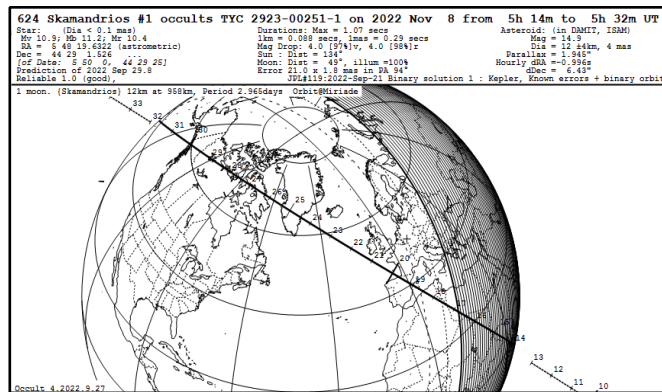 624 Skamandrios #1 occults TYC 2923-00251-1 on 2022 Nov 8 from 5h 14m to 5h 32m UT
Star: (Dia < 0.1 mas) Durations: Max = 1.07 secs Asteroid: (in DAMIT, ISAM)
Mv 10.9; Mb 11.2; Mr 10.4 1km = 0.088 secs, 1mas = 0.29 secs Mag = 14.9
RA = 5 48 19.6322 (astrometric) Mag Drop: 4.0 [97%]v, 4.0 [98%]r Dia = 12 ±4km, 4 mas
Dec = 44 29 1.526 ... Sun : Dist = 134° Parallax = 1.945"
[of Date: 5 50 0, 44 29 25] Moon: Dist = 49°, illum =100% Hourly dRA =-0.996s
Prediction of 2022 Sep 29.8 Error 21.0 x 1.8 mas in PA 94° dDec = 6.43"
Reliable 1.0 (good), JPL#119:2022-Sep-21 Binary solution 1 : Kepler, Known errors + binary orbit
1 moon. {Skamandrios} 12km at 958km, Period 2.965days Orbit@Miriade
33
32
31
30
29
26
25
24
23
22
21
20
19
14
13
12
11
10
Occult 4.2022.9.27